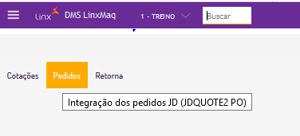 linx DMS LinxMaq 1 - TREINO Buscar
Cotações Pedidos Retorna
Integração dos pedidos JD (JDQUOTE2 PO)